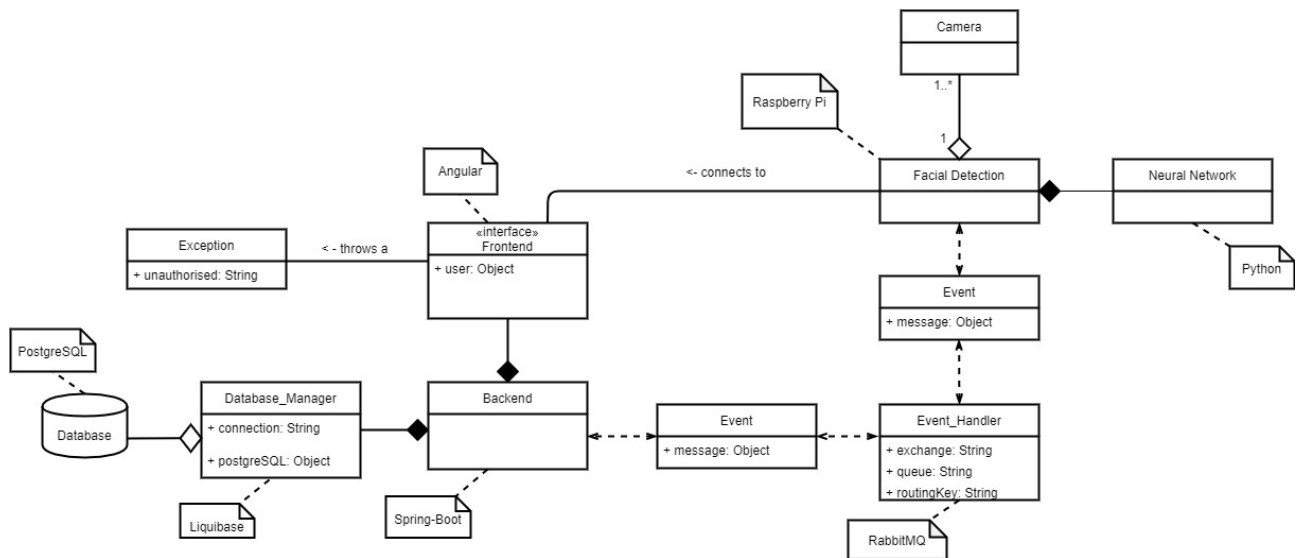 Camera
1..*
Raspberry Pi
1
Angular
<- connects to
Facial Detection
Neural Network
«interface»
Frontend
Exception
< - throws a
+ unauthorised: String
+ user: Object
Python
Event
+ message: Object
PostgreSQL
Database
Database_Manager
+ connection: String
+ postgreSQL: Object
Backend
Event
+ message: Object
Event_Handler
+ exchange: String
+ queue: String
+ routingKey: String
Liquibase
Spring-Boot
RabbitMQ